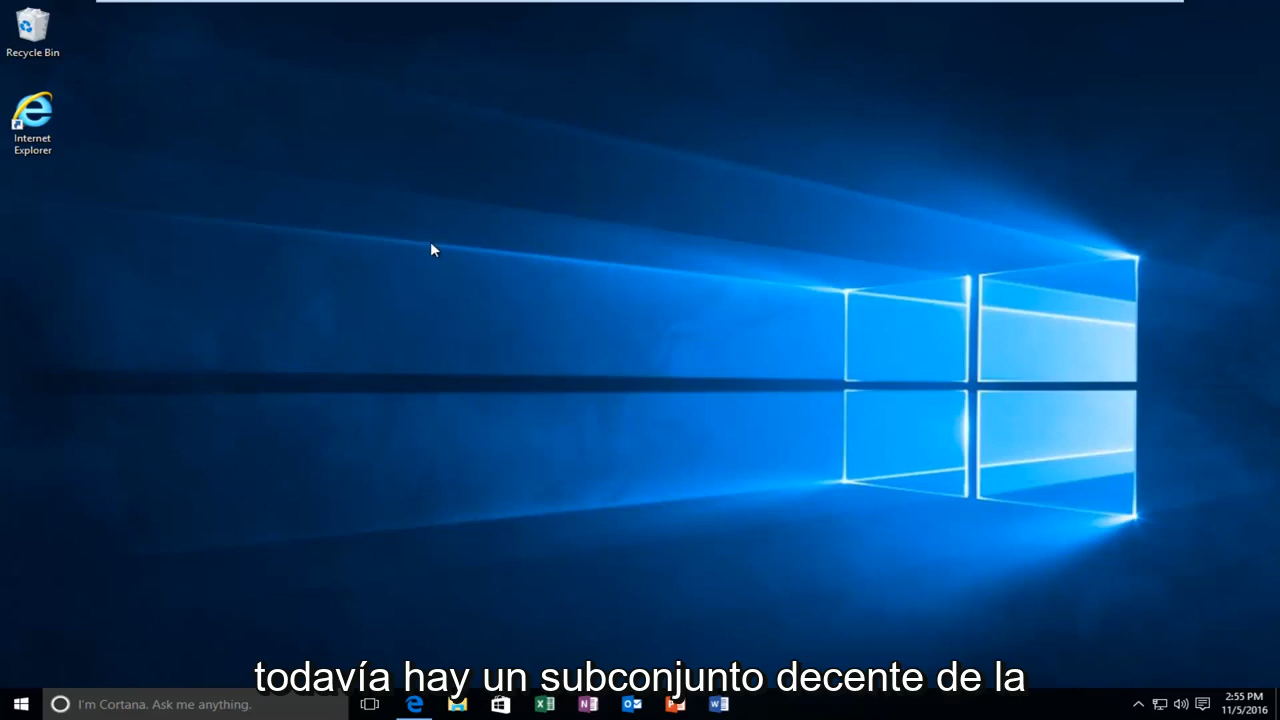 Recycle Bin
Internet
Explorer
todavía hay un subconjunto decente de la
I'm Cortana. Ask me anything.
2:55 PM
11/5/2016